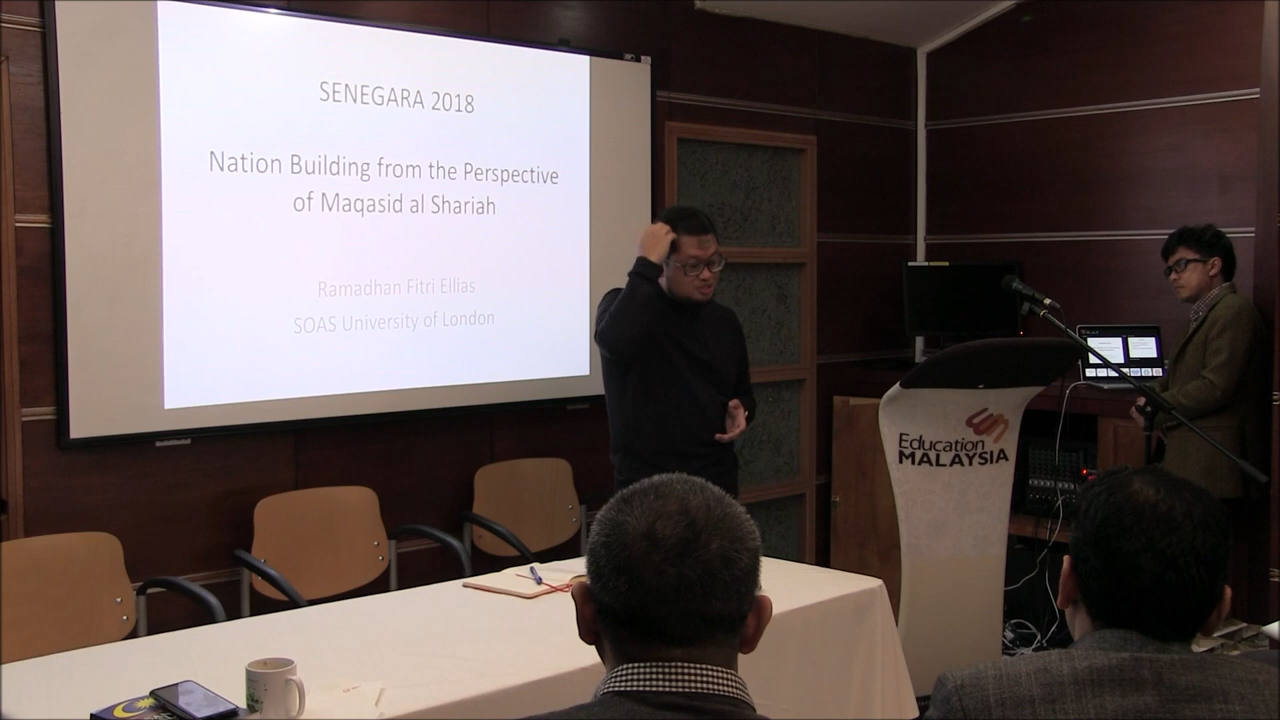 SENEGARA 2018
Nation Building from the Perspective
of Maqasid al Shariah
Ramadhan Fitri Ellias
SOAS University of London
Education
MALAYSIA